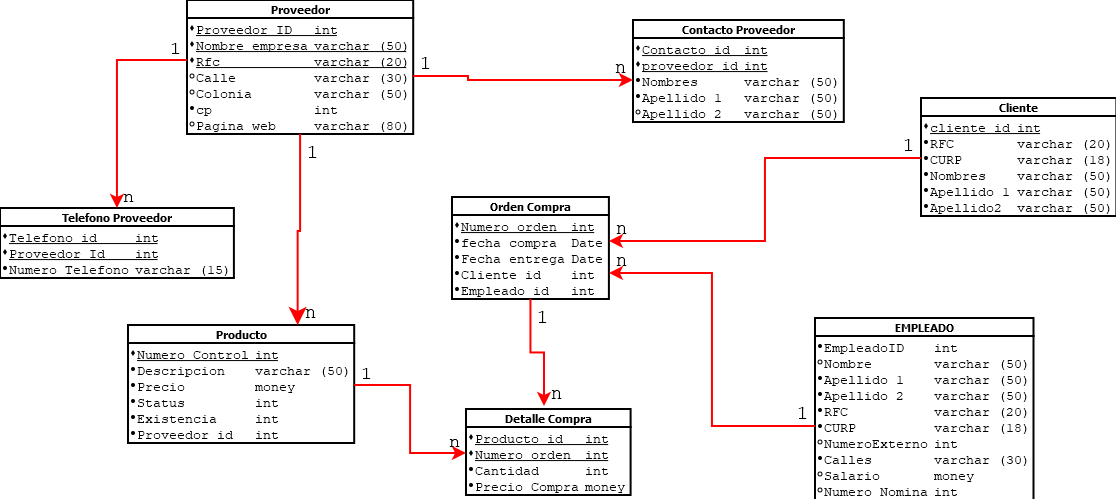 Proveedor
Proveedor ID int
Nombre empresa varchar (50)
Rfc varchar (20)
Calle varchar (30)
Colonia varchar (50)
cp int
Pagina web varchar (80)
1
1
1
n
Contacto Proveedor
Contacto id int
proveedor id int
Nombres varchar (50)
Apellido 1 varchar (50)
Apellido 2 varchar (50)
Cliente
cliente id int
RFC varchar (20)
CURP varchar (18)
Nombres varchar (50)
Apellido 1 varchar (50)
Apellido2 varchar (50)
1
n
Telefono Proveedor
Telefono id int
Proveedor Id int
Numero Telefono varchar (15)
Orden Compra
Numero orden int
fecha compra Date
Fecha entrega Date
Cliente id int
Empleado id int
n
n
1
n
Producto
Numero Control int
Descripcion varchar (50)
Precio money
Status int
Existencia int
Proveedor id int
1
EMPLEADO
EmpleadoID int
Nombre varchar (50)
Apellido 1 varchar (50)
Apellido 2 varchar (50)
RFC varchar (20)
CURP varchar (18)
NumeroExterno int
Calles varchar (30)
Salario money
Numero Nomina int
1
n
n
Detalle Compra
Producto id int
Numero orden int
Cantidad int
Precio Compra money